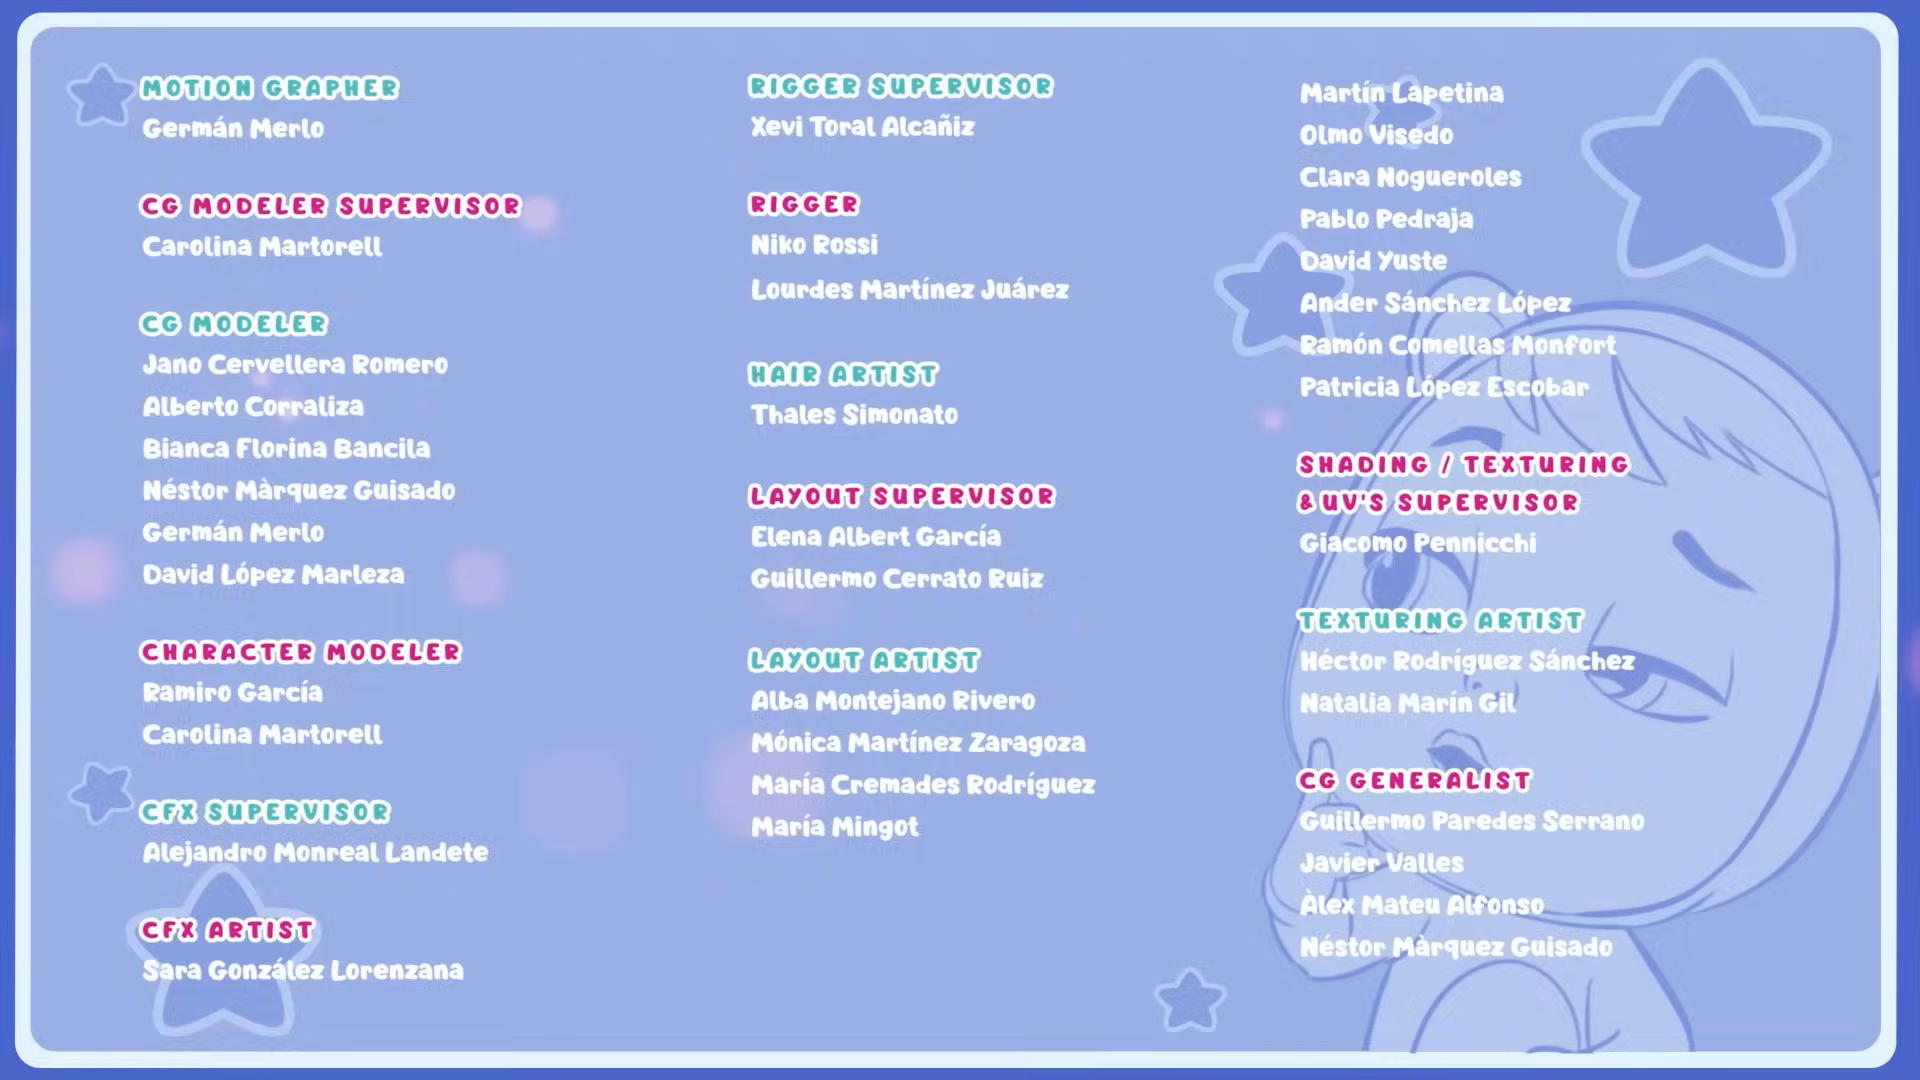 MOTION GRAPHER
Germán Merlo
CG MODELER SUPERVISOR
Carolina Martorell
CG MODELER
Jano Cervellera Romero
Alberto Corraliza
Bianca Florina Bancila
Néstor Màrquez Guisado
Germán Merlo
David López Marleza
CHARACTER MODELER
Ramiro García
Carolina Martorell
CFX SUPERVISOR
Alejandro Monreal Landete
CFX ARTIST
Sara González Lorenzana
RIGGER SUPERVISOR
Xevi Toral Alcañiz
RIGGER
Niko Rossi
Lourdes Martínez Juárez
HAIR ARTIST
Thales Simonato
LAYOUT SUPERVISOR
Elena Albert García
Guillermo Cerrato Ruiz
LAYOUT ARTIST
Alba Montejano Rivero
Mónica Martínez Zaragoza
María Cremades Rodríguez
María Mingot
Martín Lapetina
Olmo Visedo
Clara Nogueroles
Pablo Pedraja
David Yuste
Ander Sánchez López
Ramón Comellas Monfort
Patricia López Escobar
SHADING / TEXTURING
& UV'S SUPERVISOR
Giacomo Pennicchi
TEXTURING ARTIST
Héctor Rodríguez Sánchez
Natalia Marín Gil
CG GENERALIST
Guillermo Paredes Serrano
Javier Valles
Àlex Mateu Alfonso
Néstor Màrquez Guisado